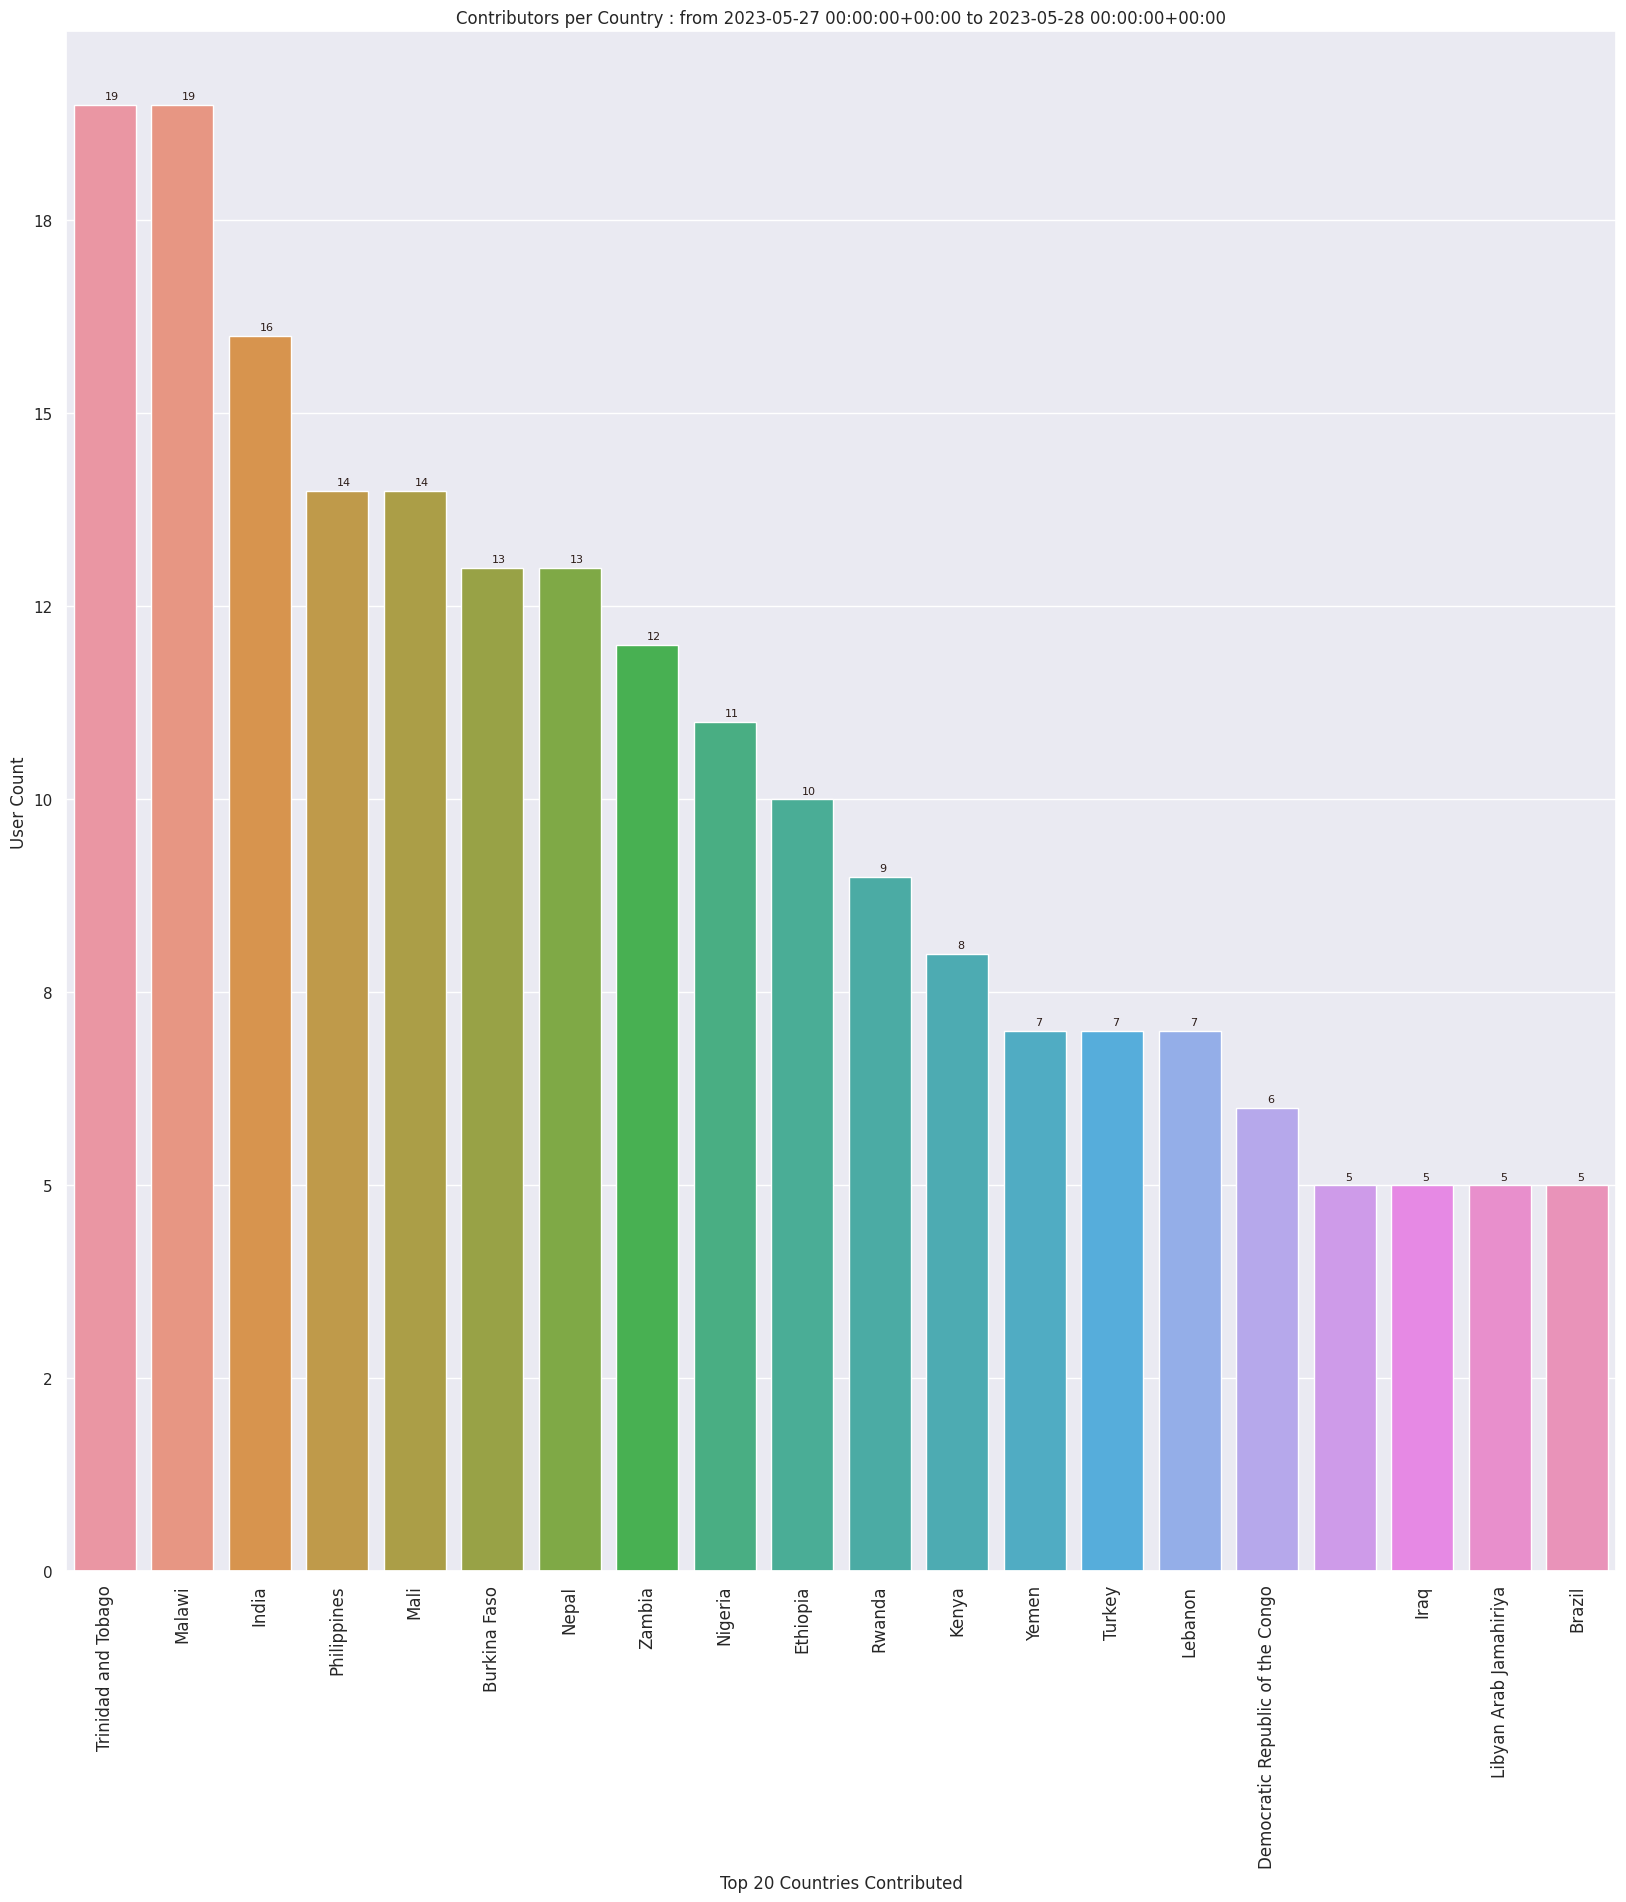 Contributors per Country : from 2023-05-27 00:00:00+00:00 to 2023-05-28 00:00:00+00:00
19
19
16
14
14
13
13
12
11
10
9
8
7
7
7
6
5
5
5
5
18
15
12
10
8
5
2
0
User Count
Trinidad and Tobago
Malawi
India
Philippines
Mali
Burkina Faso
Nepal
Zambia
Nigeria
Ethiopia
Rwanda
Kenya
Yemen
Turkey
Lebanon
Democratic Republic of the Congo
Iraq
Libyan Arab Jamahiriya
Brazil
Top 20 Countries Contributed